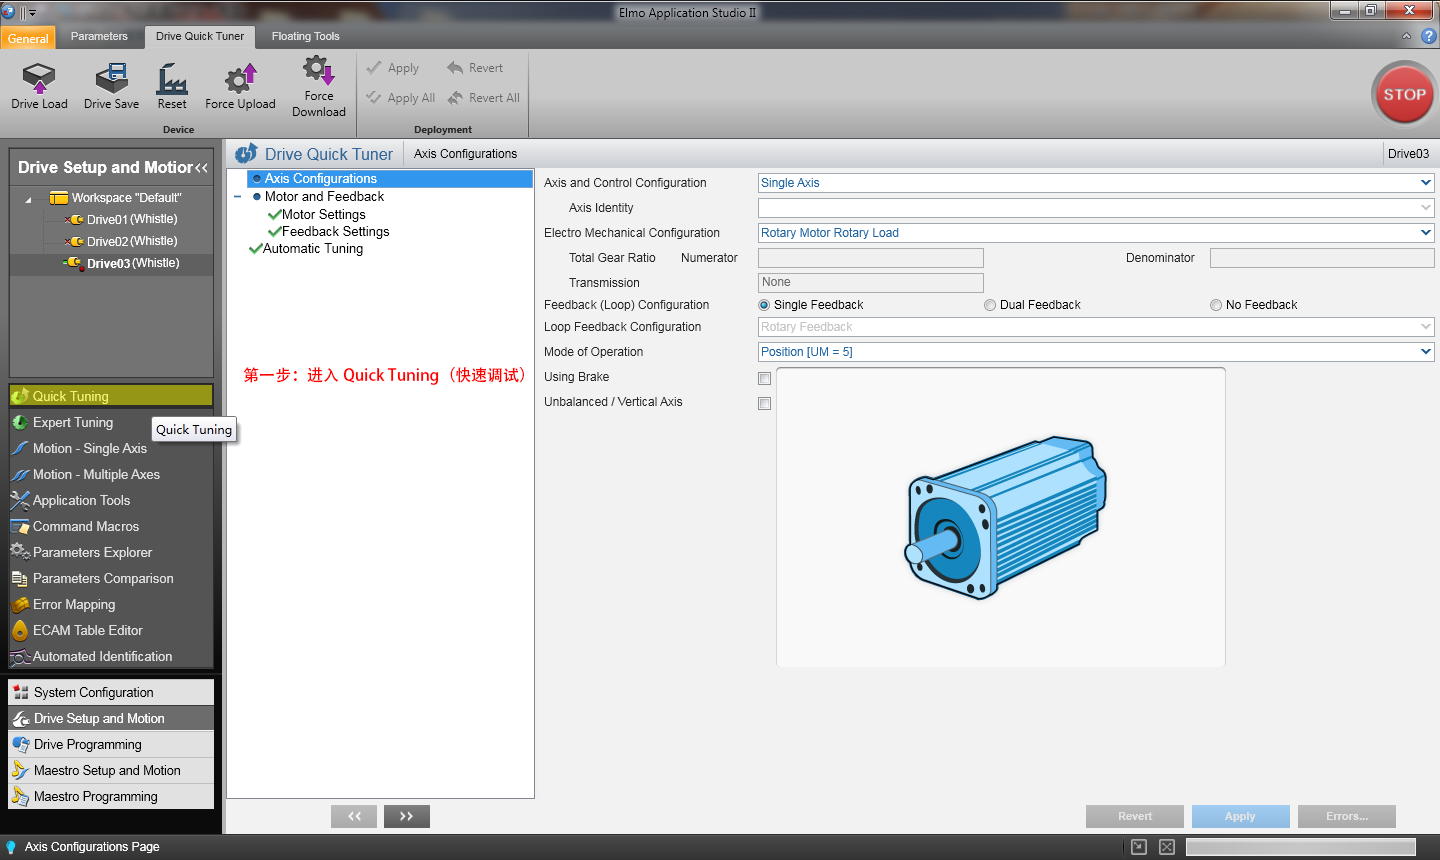 Elmo Application Studio II
General
Parameters
Drive Quick Tuner
Floating Tools
Drive Load
Drive Save
Reset
Force Upload
Force Download
Device
Apply
Revert
Apply All
Revert All
Deployment
STOP
Drive Setup and Motior<<
Workspace "Default"
Drive01 (Whistle)
Drive02 (Whistle)
Drive03 (Whistle)
Quick Tuning
Expert Tuning
Quick Tuning
Motion - Single Axis
Motion - Multiple Axes
Application Tools
Command Macros
Parameters Explorer
Parameters Comparison
Error Mapping
ECAM Table Editor
Automated Identification
System Configuration
Drive Setup and Motion
Drive Programming
Maestro Setup and Motion
Maestro Programming
Drive Quick Tuner
Axis Configurations
Drive03
Axis Configurations
Motor and Feedback
Motor Settings
Feedback Settings
Automatic Tuning
第一步：进入 Quick Tuning（快速调试）
<<
>>
Axis and Control Configuration
Single Axis
Axis Identity
Electro Mechanical Configuration
Rotary Motor Rotary Load
Total Gear Ratio
Numerator
Denominator
Transmission
None
Feedback (Loop) Configuration
Single Feedback
Dual Feedback
No Feedback
Loop Feedback Configuration
Rotary Feedback
Mode of Operation
Position [UM = 5]
Using Brake
Unbalanced / Vertical Axis
Revert
Apply
Errors...
Axis Configurations Page